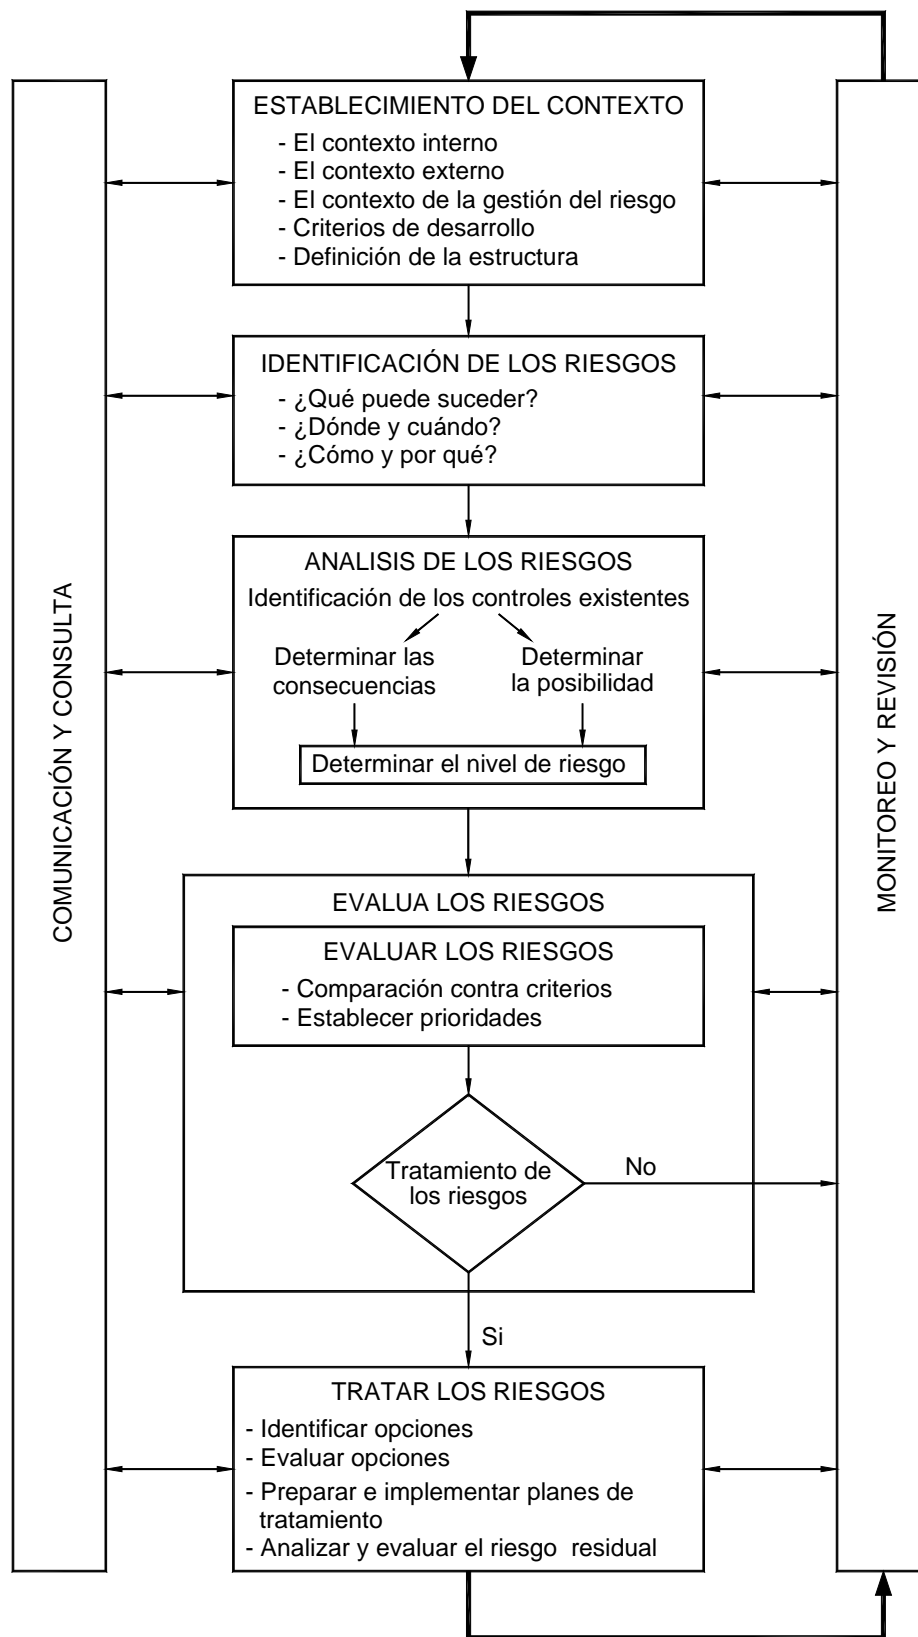 ESTABLECIMIENTO DEL CONTEXTO
- El contexto interno
- El contexto externo
- El contexto de la gestión del riesgo
- Criterios de desarrollo
- Definición de la estructura
IDENTIFICACIÓN DE LOS RIESGOS
- ¿Qué puede suceder?
- ¿Dónde y cuándo?
- ¿Cómo y por qué?
ANALISIS DE LOS RIESGOS
Identificación de los controles existentes
Determinar las
consecuencias
Determinar
la posibilidad
Determinar el nivel de riesgo
COMUNICACIÓN Y CONSULTA
MONITOREO Y REVISIÓN
EVALUA LOS RIESGOS
EVALUAR LOS RIESGOS
- Comparación contra criterios
- Establecer prioridades
Tratamiento de
los riesgos
No
Si
TRATAR LOS RIESGOS
- Identificar opciones
- Evaluar opciones
- Preparar e implementar planes de
tratamiento
- Analizar y evaluar el riesgo residual